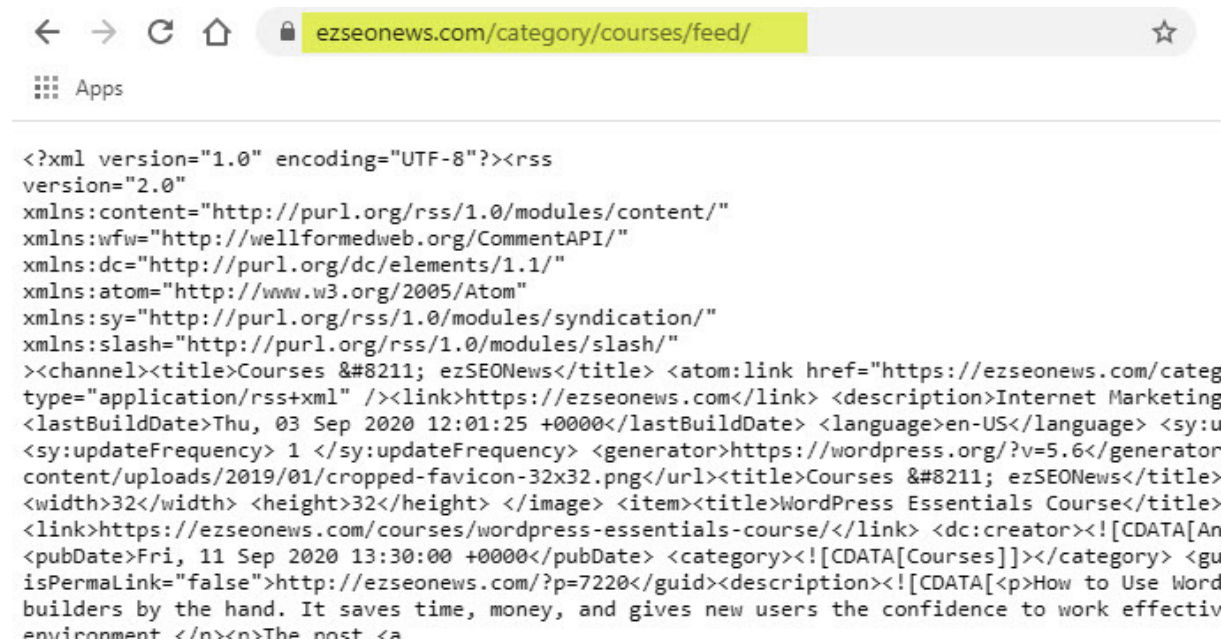 ezseonews.com/category/courses/feed/
Apps
<?xml version="1.0" encoding="UTF-8"?><rss
version="2.0"
xmlns:content="http://purl.org/rss/1.0/modules/content/"
xmlns:wfw="http://wellformedweb.org/CommentAPI/"
xmlns:dc="http://purl.org/dc/elements/1.1/"
xmlns:atom="http://www.w3.org/2005/Atom"
xmlns:sy="http://purl.org/rss/1.0/modules/syndication/"
xmlns:slash="http://purl.org/rss/1.0/modules/slash/"
><channel><title>Courses &#8211; ezSEONews</title> <atom:link href="https://ezseonews.com/categ
type="application/rss+xml" /><link>https://ezseonews.com</link> <description>Internet Marketing
<lastBuildDate>Thu, 03 Sep 2020 12:01:25 +0000</lastBuildDate> <language>en-US</language> <sy:u
<sy:updateFrequency> 1 </sy:updateFrequency> <generator>https://wordpress.org/?v=5.6</generator
content/uploads/2019/01/cropped-favicon-32x32.png</url><title>Courses &#8211; ezSEONews</title>
<width>32</width> <height>32</height> </image> <item><title>WordPress Essentials Course</title>
<link>https://ezseonews.com/courses/wordpress-essentials-course/</link> <dc:creator><![CDATA[An
<pubDate>Fri, 11 Sep 2020 13:30:00 +0000</pubDate> <category><![CDATA[Courses]]></category> <gu
isPermaLink="false">http://ezseonews.com/?p=7220</guid><description><![CDATA[<p>How to Use Word
builders by the hand. It saves time, money, and gives new users the confidence to work effectiv
environment.</p><p>The post <a